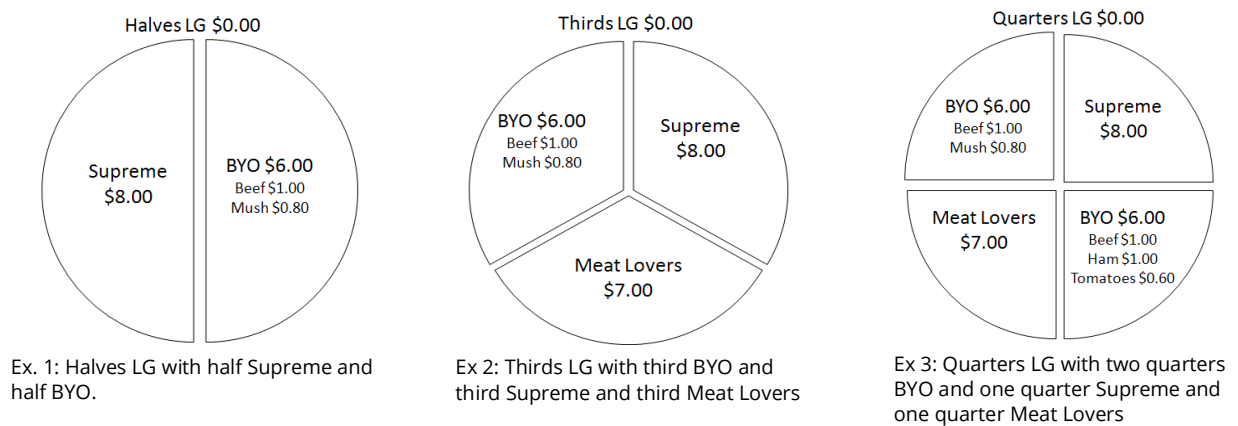 Halves LG $0.00
Supreme
$8.00
BYO $6.00
Beef $1.00
Mush $0.80
Ex. 1: Halves LG with half Supreme and
half BYO.
Thirds LG $0.00
BYO $6.00
Beef $1.00
Mush $0.80
Supreme
$8.00
Meat Lovers
$7.00
Ex 2: Thirds LG with third BYO and
third Supreme and third Meat Lovers
Quarters LG $0.00
BYO $6.00
Beef $1.00
Mush $0.80
Supreme
$8.00
Meat Lovers
$7.00
BYO $6.00
Beef $1.00
Ham $1.00
Tomatoes $0.60
Ex 3: Quarters LG with two quarters
BYO and one quarter Supreme and
one quarter Meat Lovers